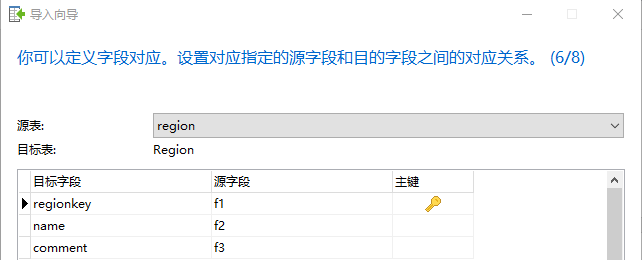 导入向导
你可以定义字段对应。设置对应指定的源字段和目的字段之间的对应关系。 (6/8)
源表: region
目标表: Region
目标字段 源字段 主键
regionkey f1
name f2
comment f3